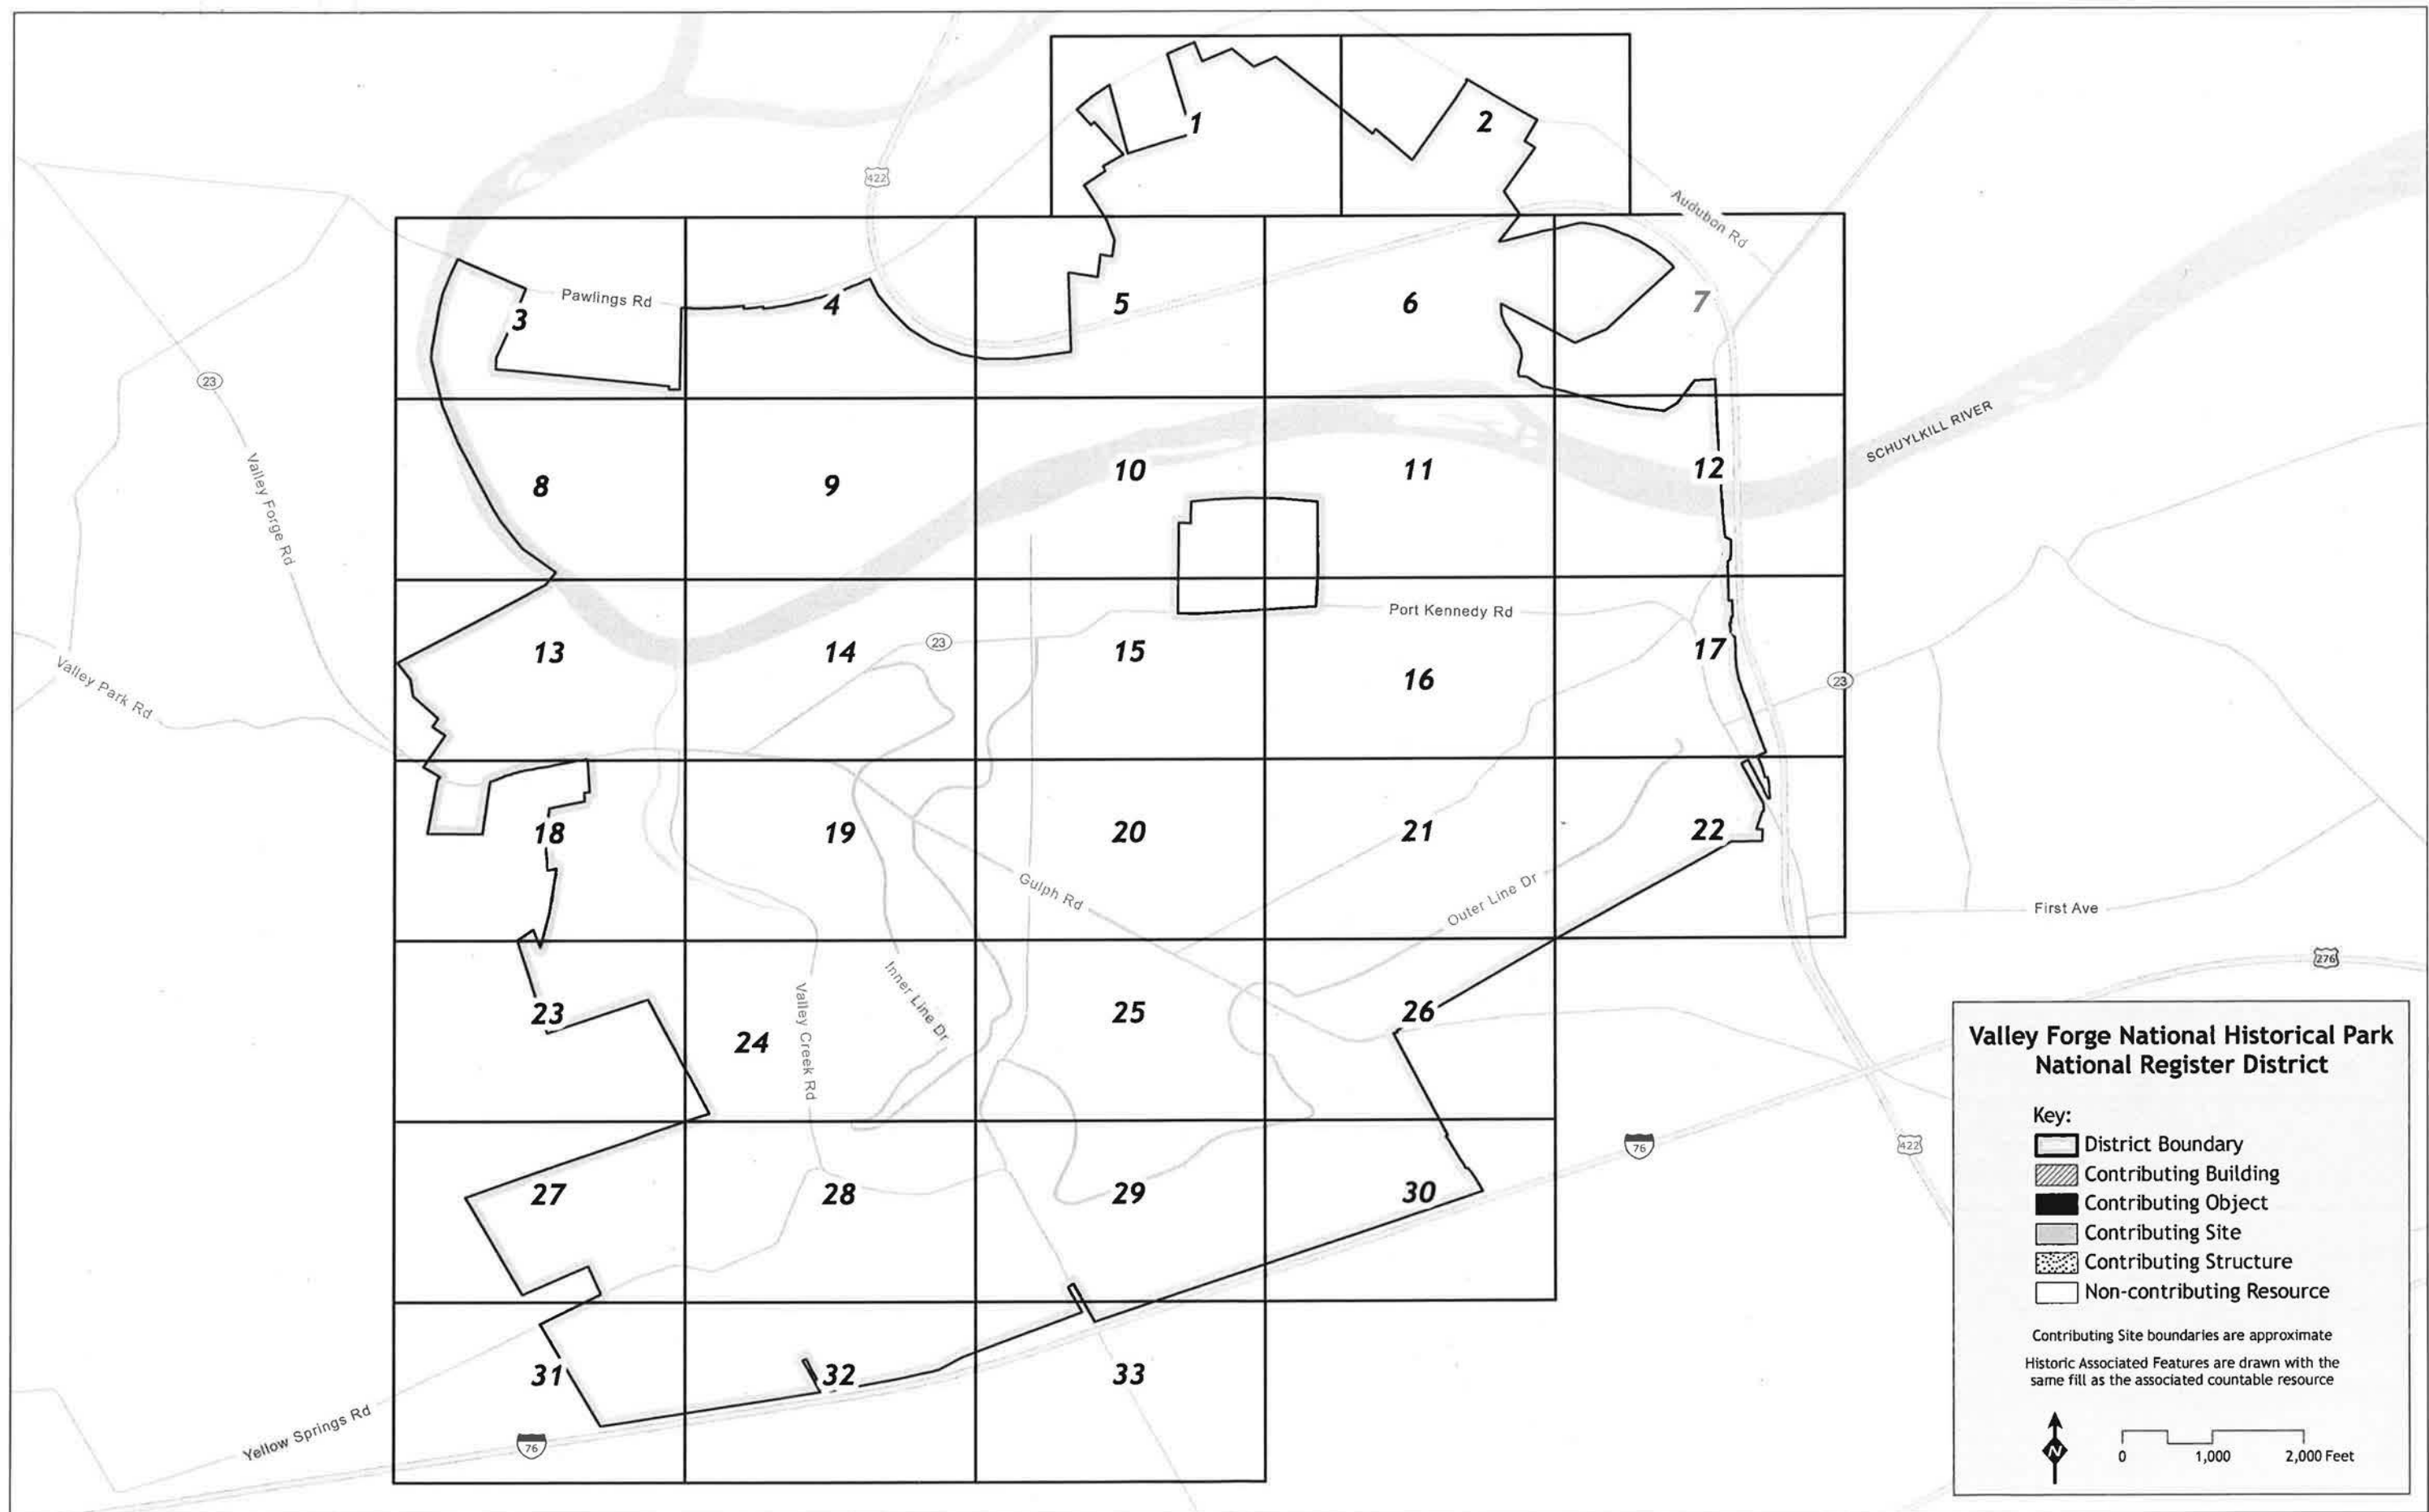 1
2
422
Audubon Rd
Pawlings Rd
3
4
5
6
7
23
Valley Forge Rd
SCHUYLKILL RIVER
8
9
10
11
12
Port Kennedy Rd
23
13
14
15
16
17
23
Valley Park Rd
18
19
20
21
22
Gulph Rd
Outer Line Dr
First Ave
276
Inner Line Dr
Valley Creek Rd
23
24
25
26
27
28
29
30
76
422
31
32
33
Yellow Springs Rd
76
Valley Forge National Historical Park
National Register District
Key:
District Boundary
Contributing Building
Contributing Object
Contributing Site
Contributing Structure
Non-contributing Resource
Contributing Site boundaries are approximate
Historic Associated Features are drawn with the
same fill as the associated countable resource
N
0 1,000 2,000 Feet